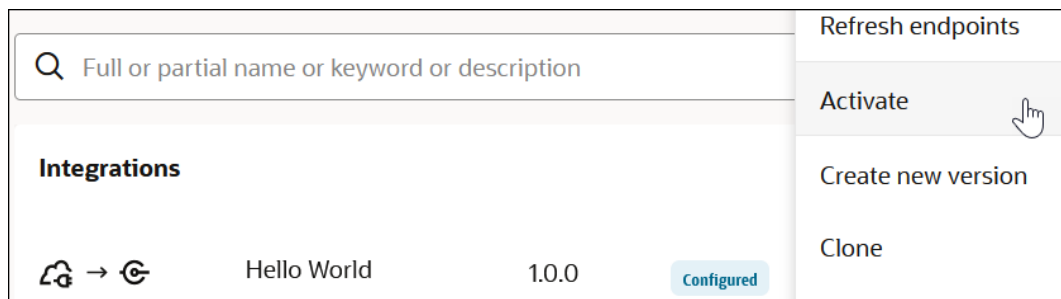 Full or partial name or keyword or description
Integrations
Hello World 1.0.0 Configured
Refresh endpoints
Activate
Create new version
Clone